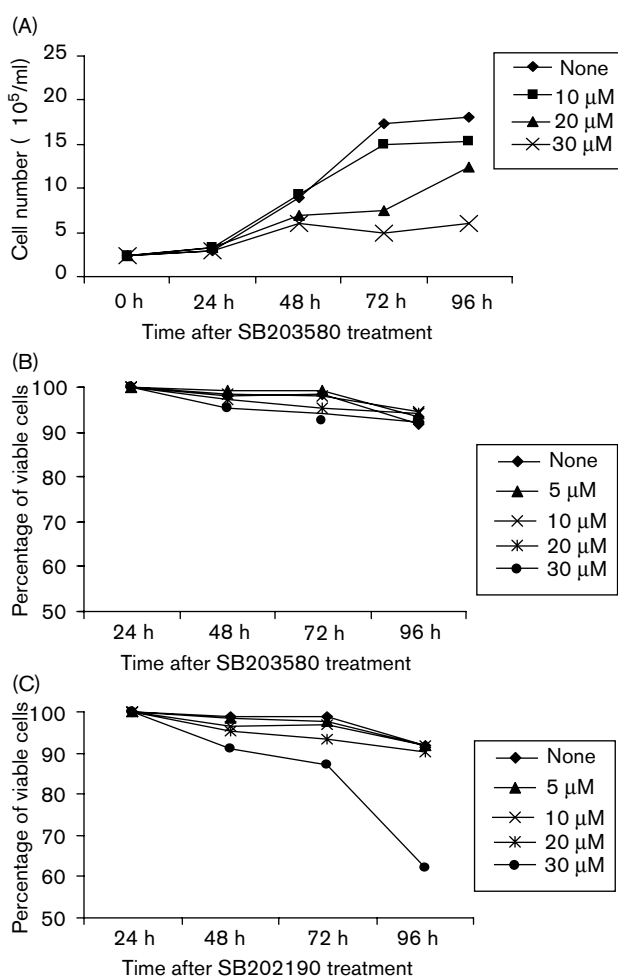 (A)
25
20
15
10
5
0
Cell number ( 10⁵/ml)
0 h 24 h 48 h 72 h 96 h
Time after SB203580 treatment
None
10 µM
20 µM
30 µM
(B)
100
90
80
70
60
50
Percentage of viable cells
24 h 48 h 72 h 96 h
Time after SB203580 treatment
None
5 µM
10 µM
20 µM
30 µM
(C)
100
90
80
70
60
50
Percentage of viable cells
24 h 48 h 72 h 96 h
Time after SB202190 treatment
None
5 µM
10 µM
20 µM
30 µM